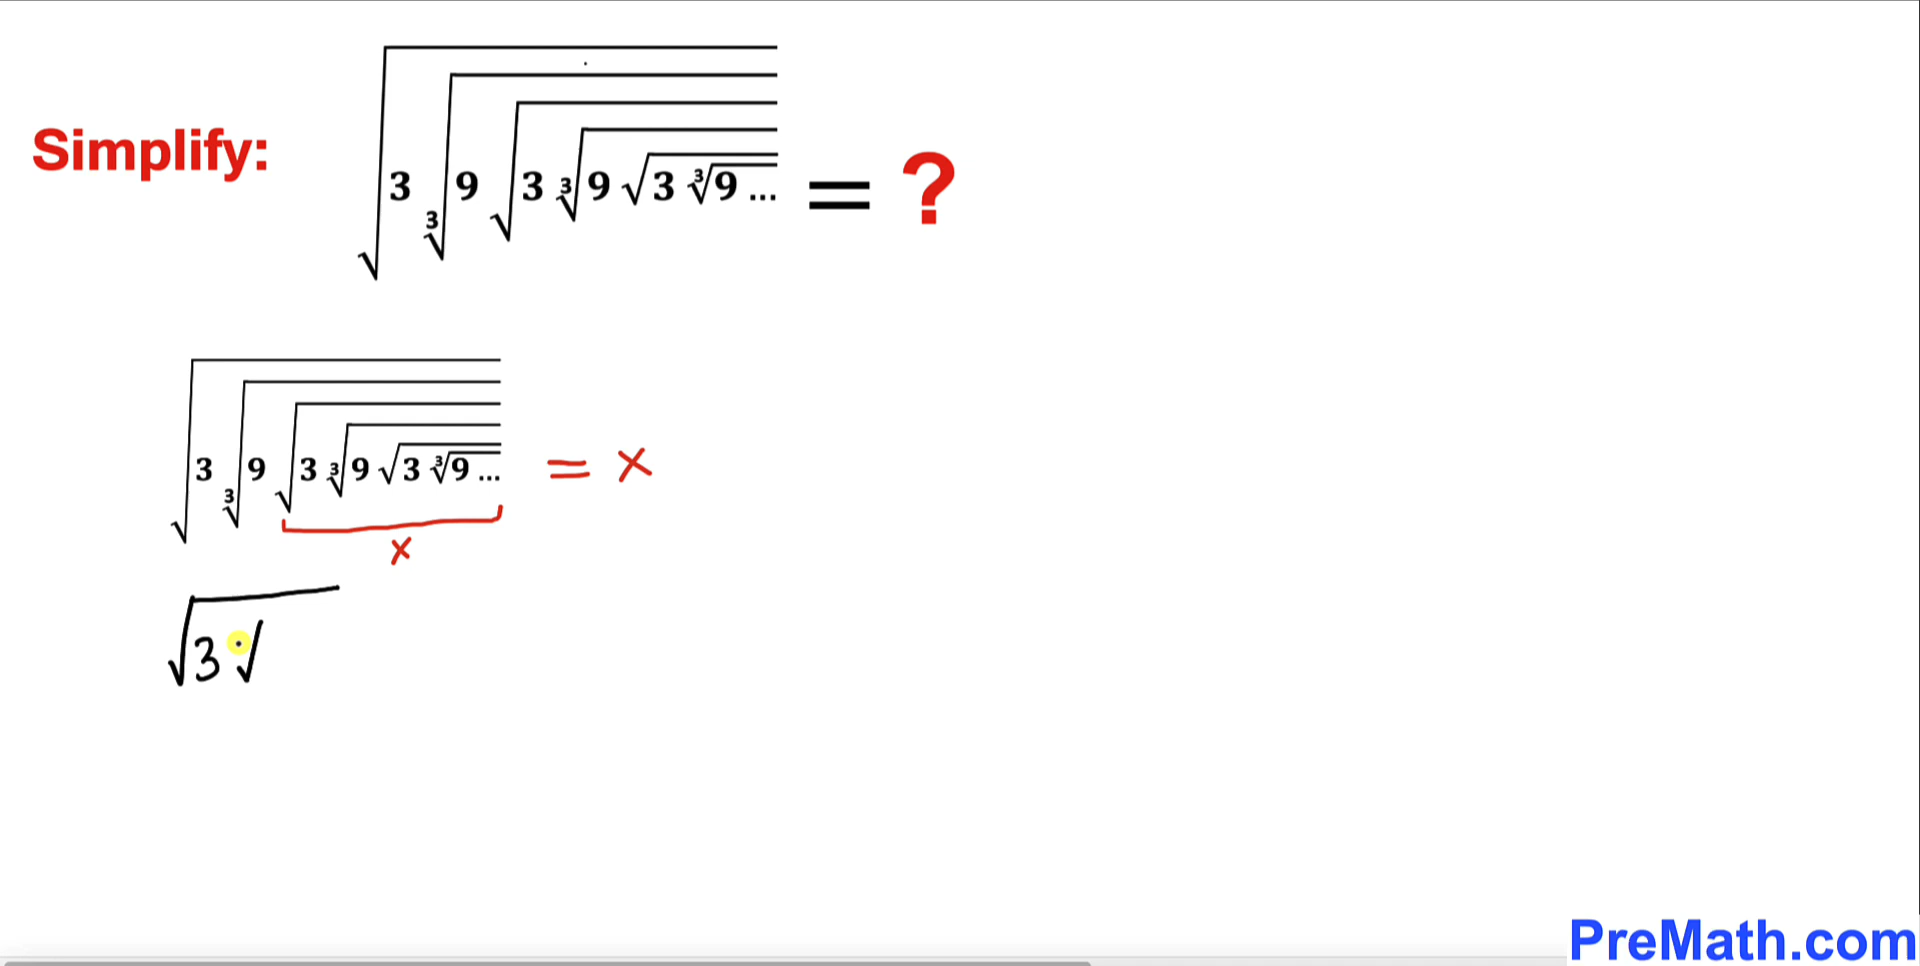 Simplify: √(3 ∛(9 √(3 ∛(9 √(3 ∛(9 ...)))))) = ?
√(3 ∛(9 √(3 ∛(9 √(3 ∛(9 ...)))))) = x
x
√3 √
PreMath.com